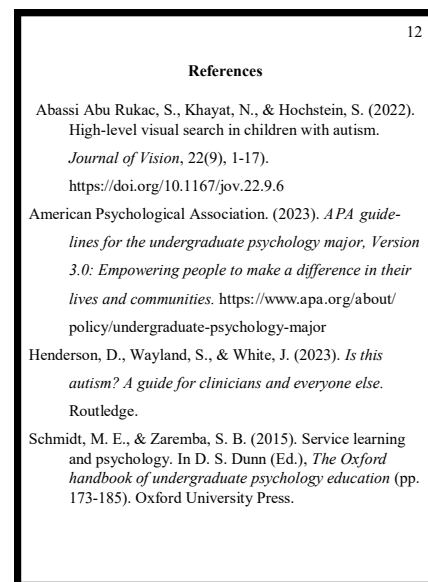 12
References
Abassi Abu Rukac, S., Khayat, N., & Hochstein, S. (2022).
High-level visual search in children with autism.
Journal of Vision, 22(9), 1-17).
https://doi.org/10.1167/jov.22.9.6
American Psychological Association. (2023). APA guide-
lines for the undergraduate psychology major, Version
3.0: Empowering people to make a difference in their
lives and communities. https://www.apa.org/about/
policy/undergraduate-psychology-major
Henderson, D., Wayland, S., & White, J. (2023). Is this
autism? A guide for clinicians and everyone else.
Routledge.
Schmidt, M. E., & Zaremba, S. B. (2015). Service learning
and psychology. In D. S. Dunn (Ed.), The Oxford
handbook of undergraduate psychology education (pp.
173-185). Oxford University Press.